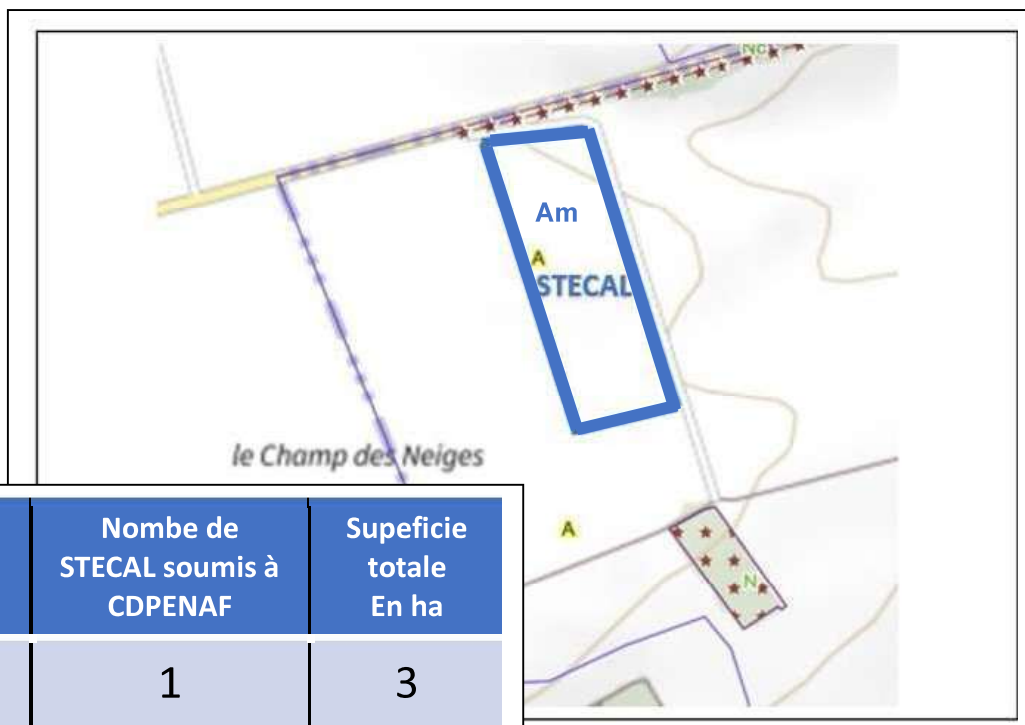 Nc
Am
A
STECAL
le Champ des Neiges
A
N
Nombe de
STECAL soumis à
CDPENAF
Supeficie
totale
En ha
1
3